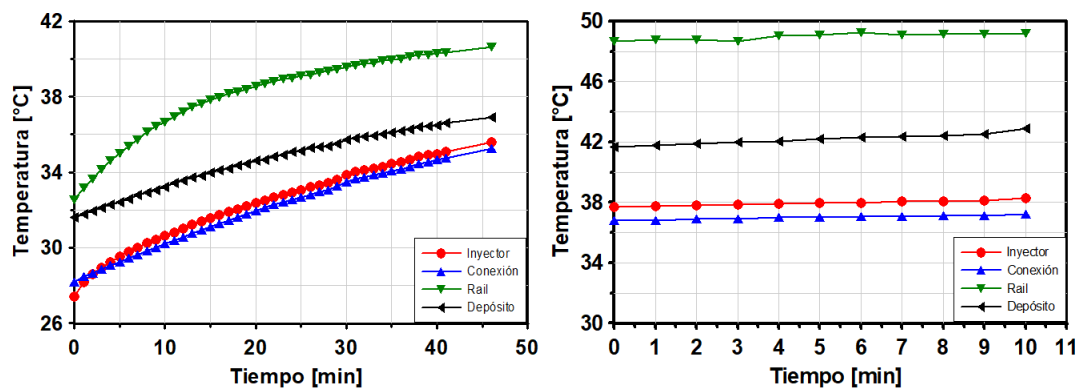 Temperatura [°C]
42
38
34
30
26
0
10
20
30
40
50
Tiempo [min]
Inyector
Conexión
Rail
Depósito
Temperatura [°C]
50
46
42
38
34
30
0
1
2
3
4
5
6
7
8
9
10
11
Tiempo [min]
Inyector
Conexión
Rail
Depósito